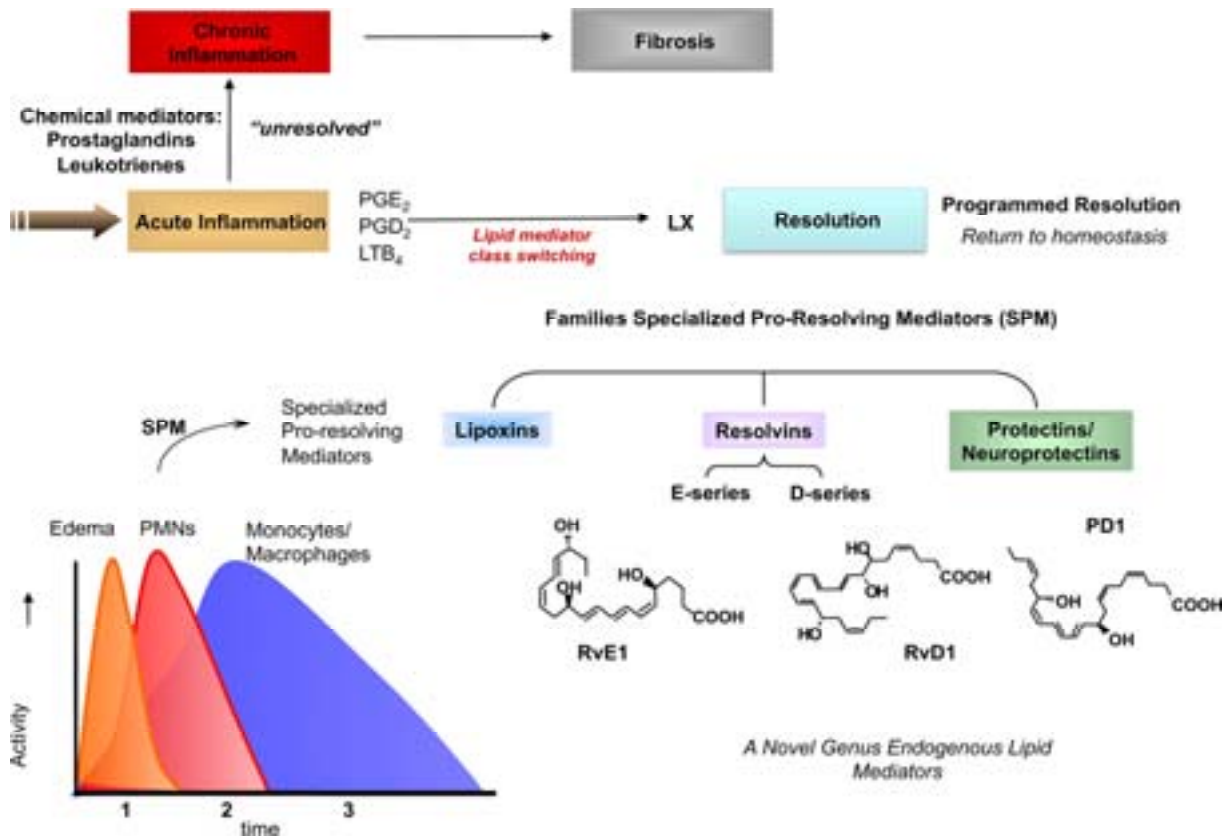 Chronic
Inflammation
Fibrosis
Chemical mediators:
Prostaglandins
Leukotrienes
"unresolved"
Acute Inflammation
PGE2
PGD2
LTB4
Lipid mediator
class switching
LX
Resolution
Programmed Resolution
Return to homeostasis
Families Specialized Pro-Resolving Mediators (SPM)
SPM
Specialized
Pro-resolving
Mediators
Lipoxins
Resolvins
Protectins/
Neuroprotectins
E-series
D-series
Edema
PMNs
Monocytes/
Macrophages
Activity
1
2
3
time
OH
OH
HO
COOH
RvE1
HO
OH
COOH
HO
RvD1
PD1
OH
COOH
OH
A Novel Genus Endogenous Lipid
Mediators